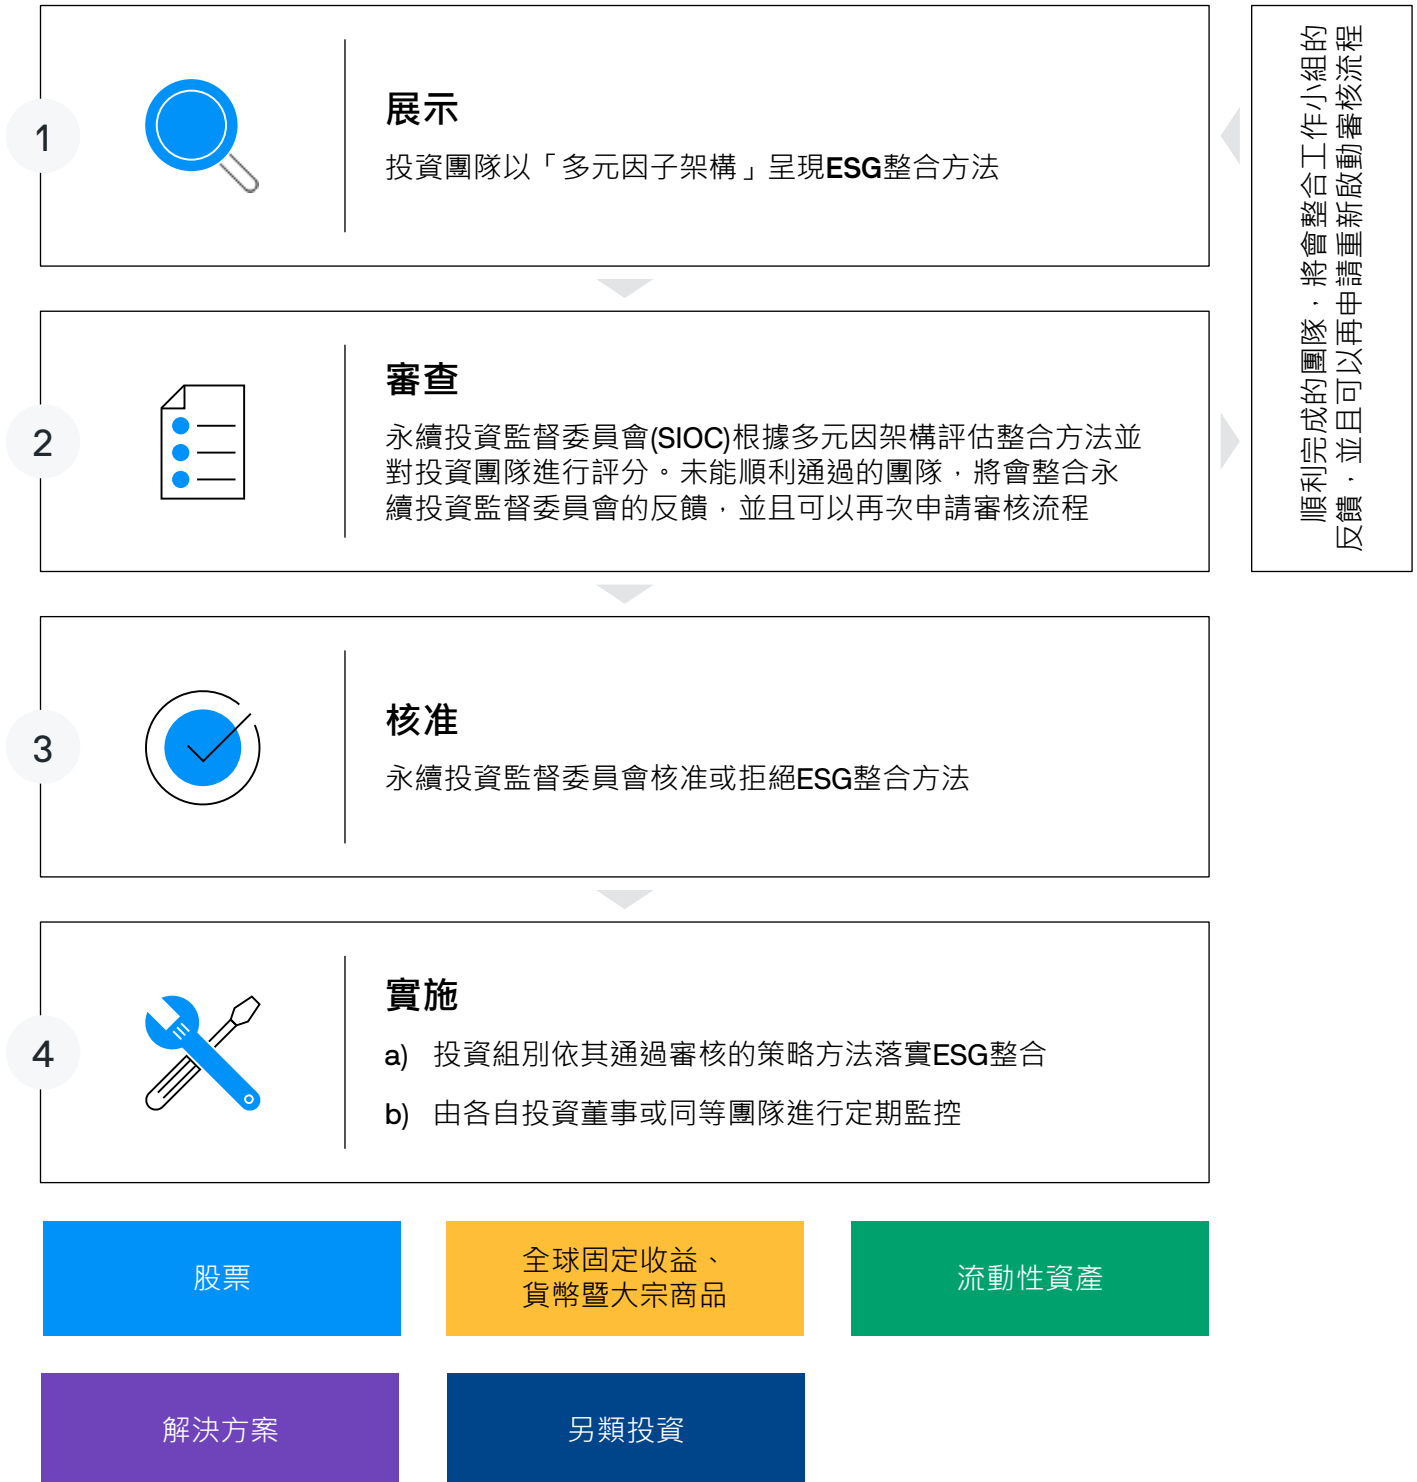 1
展示
投資團隊以「多元因子架構」呈現ESG整合方法
2
審查
永續投資監督委員會(SIOC)根據多元因架構評估整合方法並
對投資團隊進行評分。未能順利通過的團隊，將會整合永
續投資監督委員會的反饋，並且可以再次申請審核流程
順利完成的團隊，將會整合工作小組的
反饋，並且可以再申請重新啟動審核流程
3
核准
永續投資監督委員會核准或拒絕ESG整合方法
4
實施
a) 投資組別依其通過審核的策略方法落實ESG整合
b) 由各自投資董事或同等團隊進行定期監控
股票
全球固定收益、
貨幣暨大宗商品
流動性資產
解決方案
另類投資